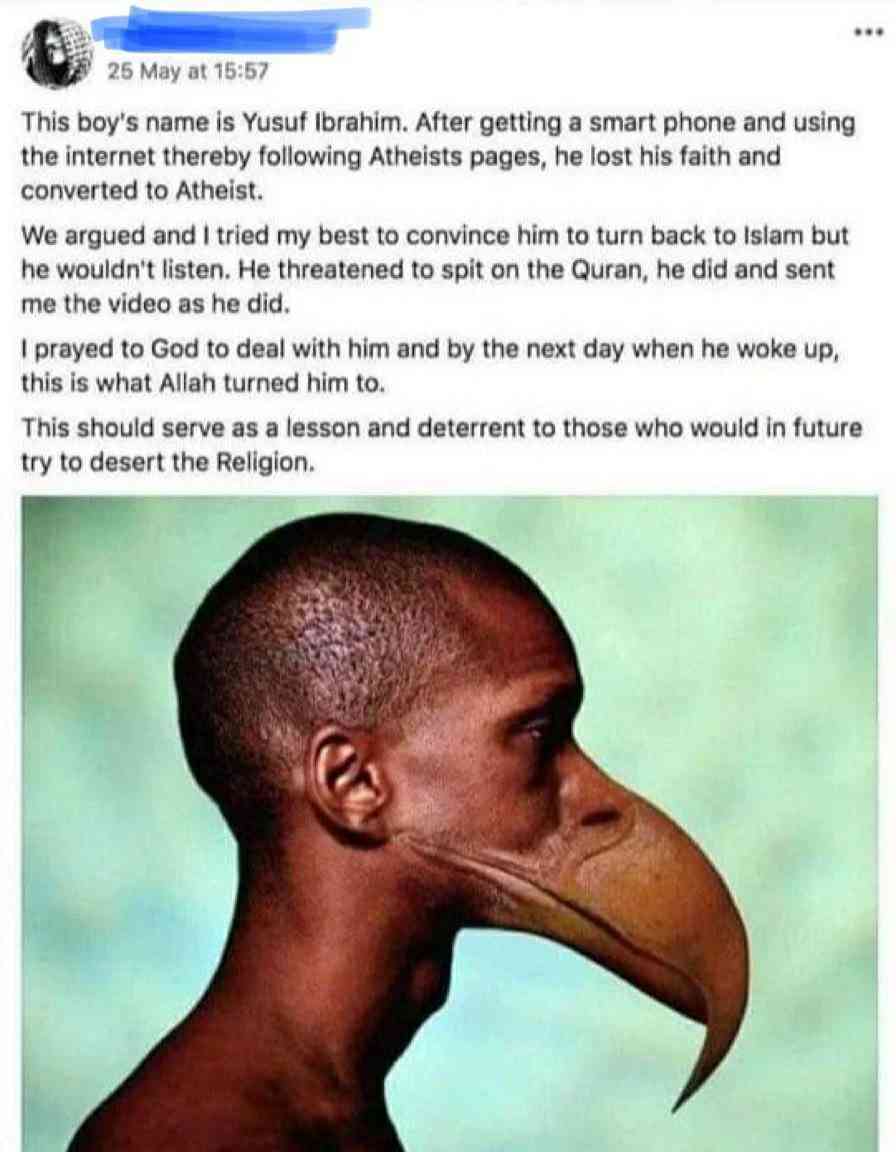 25 May at 15:57
This boy's name is Yusuf Ibrahim. After getting a smart phone and using
the internet thereby following Atheists pages, he lost his faith and
converted to Atheist.
We argued and I tried my best to convince him to turn back to Islam but
he wouldn't listen. He threatened to spit on the Quran, he did and sent
me the video as he did.
I prayed to God to deal with him and by the next day when he woke up,
this is what Allah turned him to.
This should serve as a lesson and deterrent to those who would in future
try to desert the Religion.